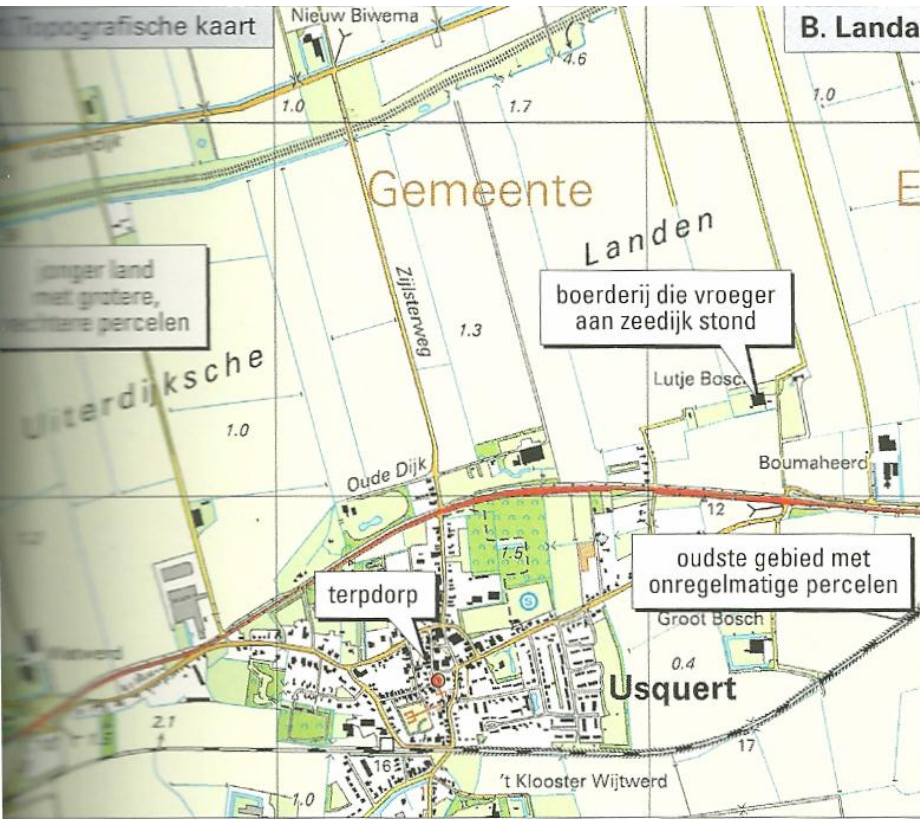 Topografische kaart
Nieuw Biwema
B. Landa
4.6
1.0
1.7
1.0
Gemeente
E
Landen
jonger land
met grotere,
rechtere percelen
Zijlsterweg
boerderij die vroeger
aan zeedijk stond
1.3
Lutje Bosc
Uiterdijksche
1.0
Oude Dijk
Boumaheerd
12
1.5
oudste gebied met
onregelmatige percelen
terpdorp
S
Groot Bosch
0.4
Usquert
2.1
17
16
't Klooster Wijtwerd
1.0